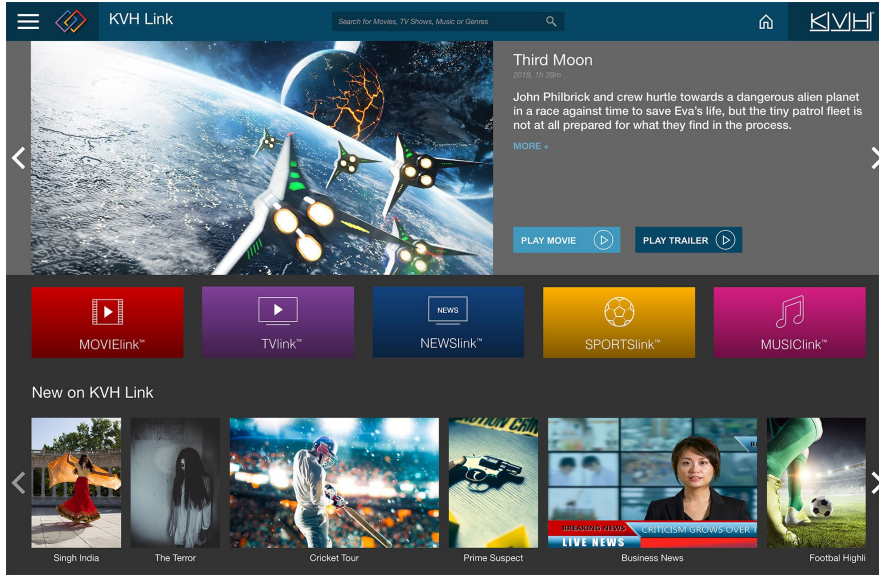 KVH Link
Search for Movies, TV Shows, Music or Genres
KVH
Third Moon
2019, 1h 39m
John Philbrick and crew hurtle towards a dangerous alien planet
in a race against time to save Eva's life, but the tiny patrol fleet is
not at all prepared for what they find in the process.
MORE +
PLAY MOVIE
PLAY TRAILER
NEWS
MOVIElink™
TVlink™
NEWSlink™
SPORTSlink™
MUSIClink™
New on KVH Link
BREAKING NEWS
CRITICISM GROWS OVER
LIVE NEWS
Singh India
The Terror
Cricket Tour
Prime Suspect
Business News
Footbal Highli